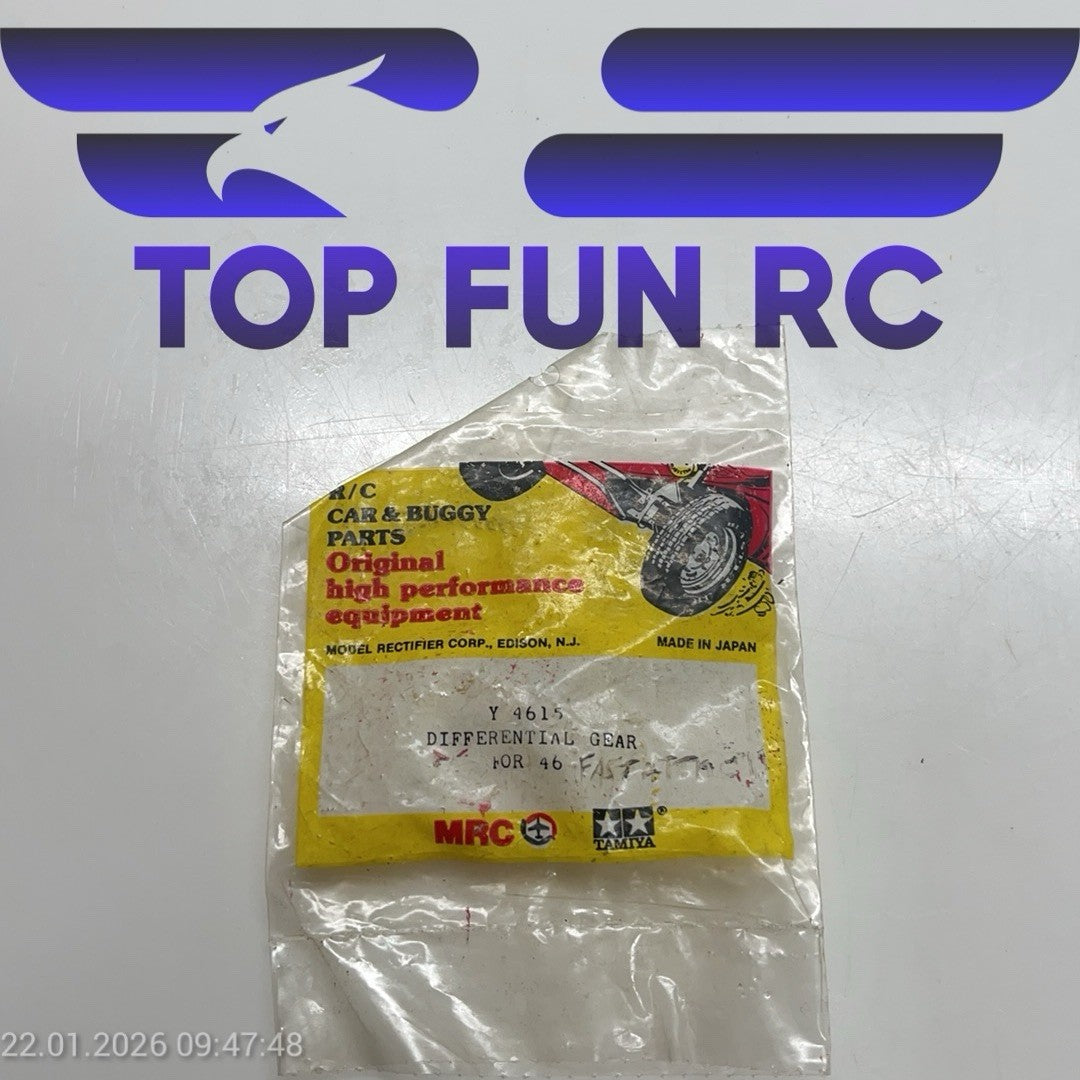 TOP FUN RC
R/C
CAR & BUGGY
PARTS
Original
high performance
equipment
MODEL RECTIFIER CORP., EDISON, N.J.
MADE IN JAPAN
Y 4615
DIFFERENTIAL GEAR
FOR 46
MRC
TAMIYA®
22.01.2026 09:47:48